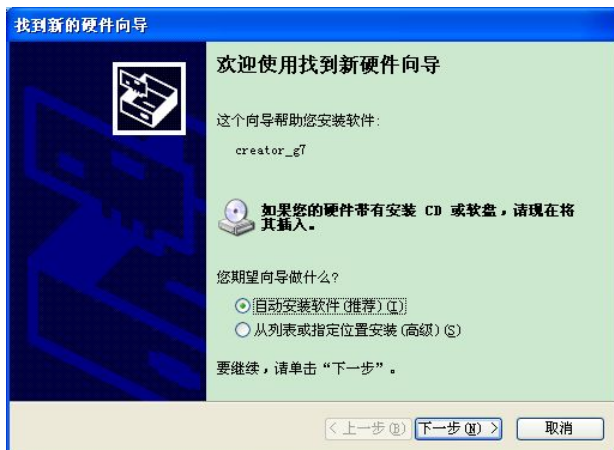 找到新的硬件向导
欢迎使用找到新硬件向导
这个向导帮助您安装软件:
creator_g7
如果您的硬件带有安装 CD 或软盘，请现在将
其插入。
您期望向导做什么?
自动安装软件(推荐)(I)
从列表或指定位置安装(高级)(S)
要继续，请单击“下一步”。
< 上一步(B)
下一步(N) >
取消